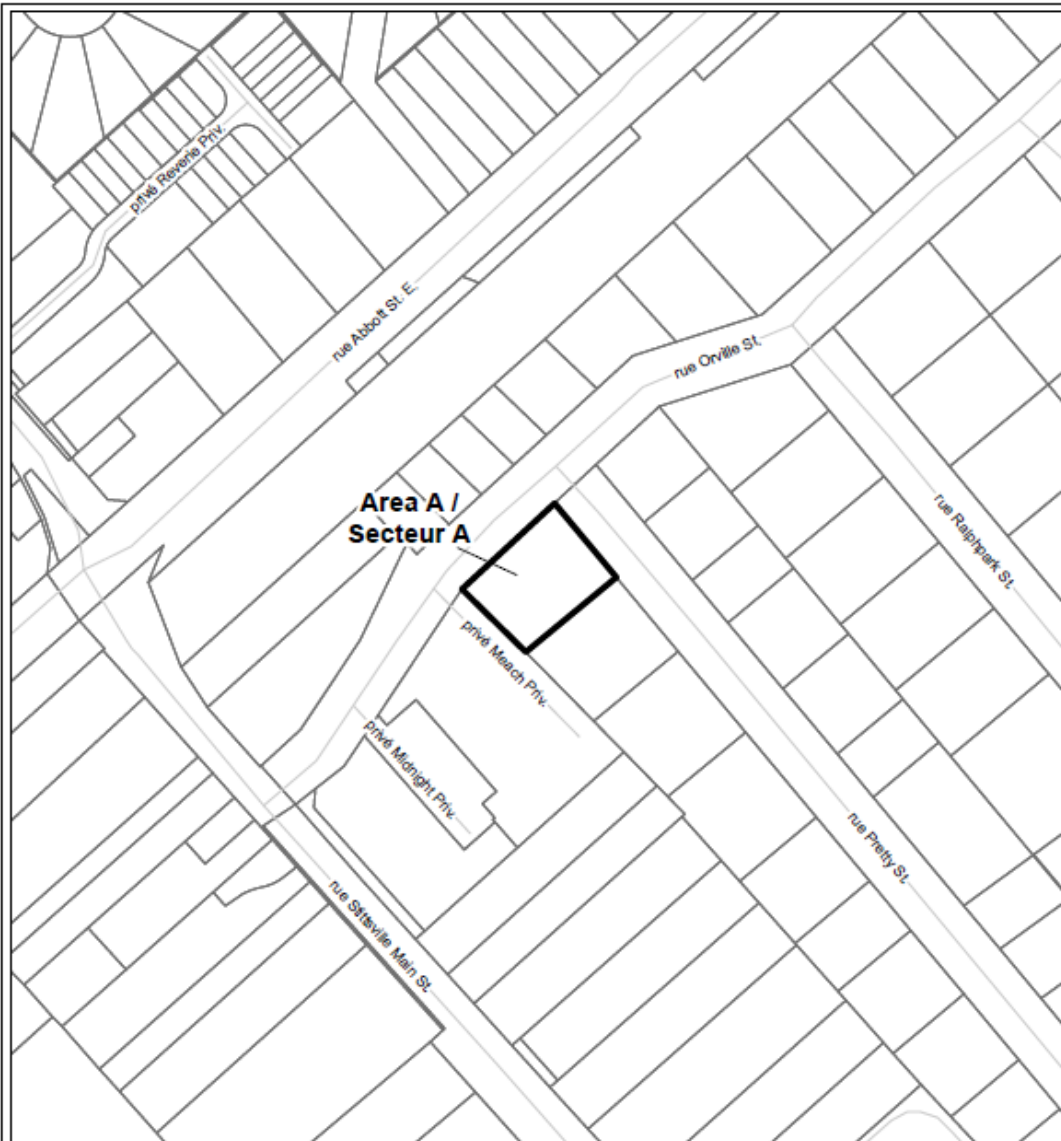 privé Reverie Priv.
rue Abbott St. E.
rue Orville St.
Area A /
Secteur A
rue Ralphpark St.
privé Meach Priv.
privé Midnight Priv.
rue Pretty St.
rue Stittsville Main St.